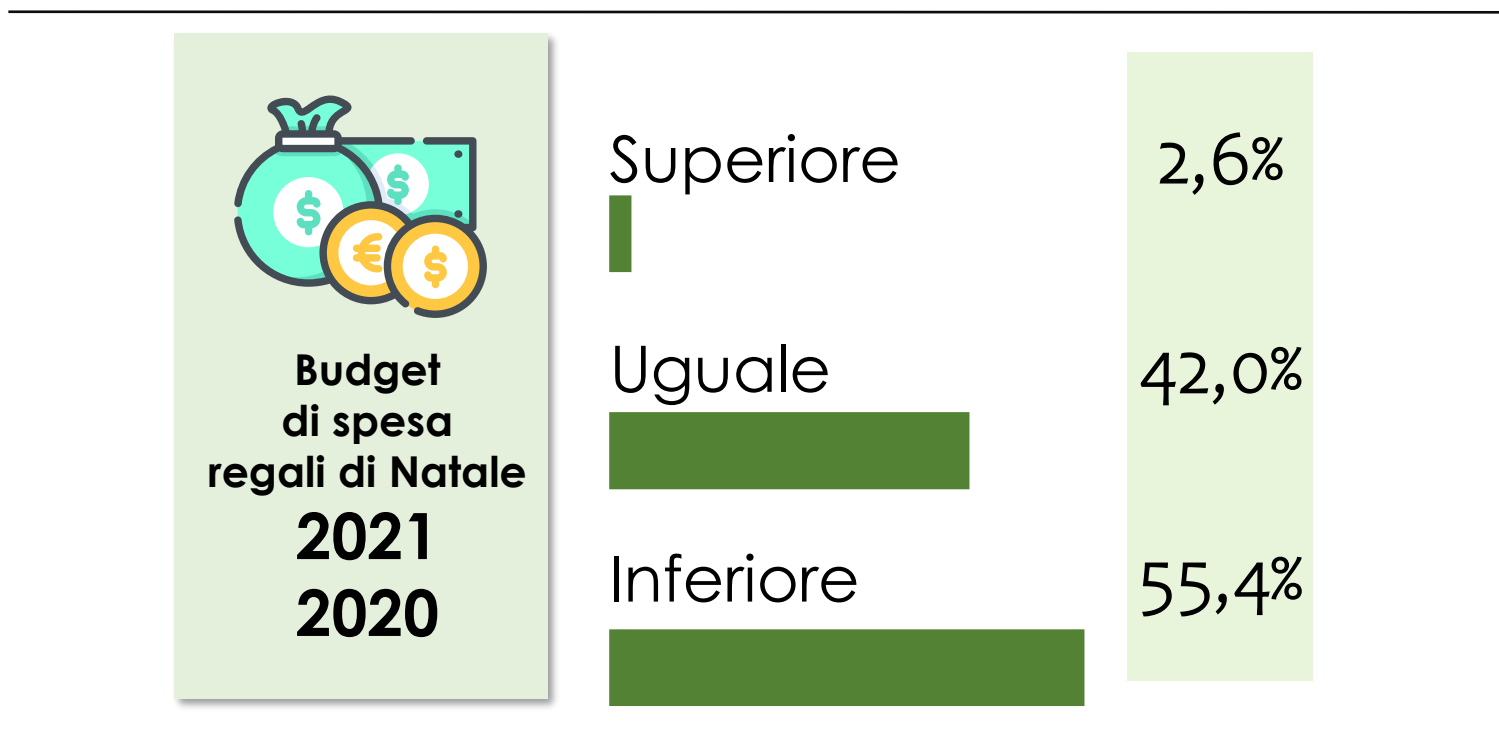 Budget
di spesa
regali di Natale
2021
2020
Superiore
2,6%
Uguale
42,0%
Inferiore
55,4%
$
$
€
$